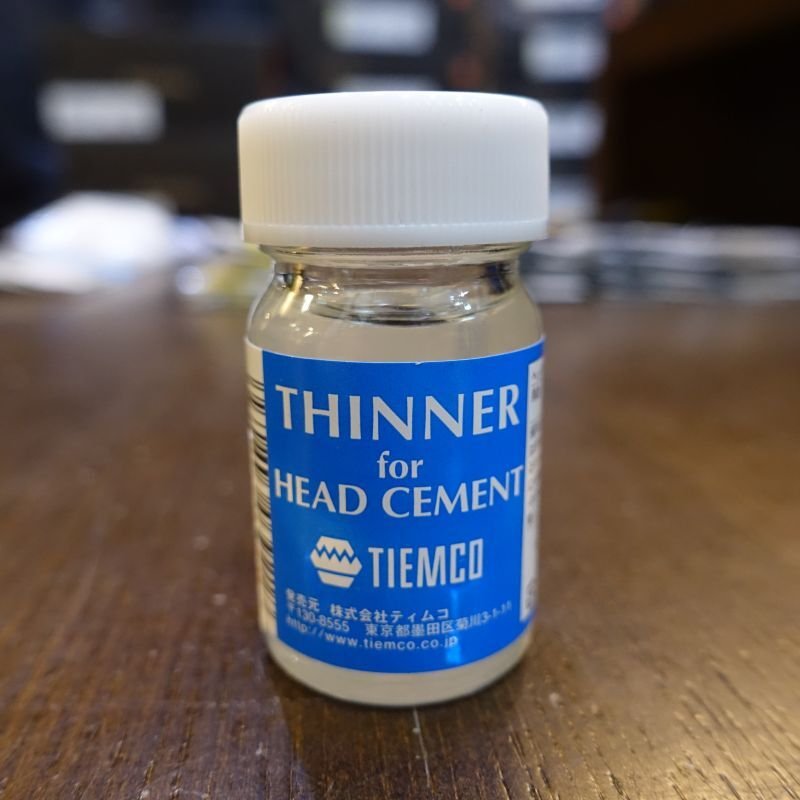 THINNER
for
HEAD CEMENT
TIEMCO
発売元 株式会社ティムコ
〒130-8555 東京都墨田区菊川3-1-11
http://www.tiemco.co.jp